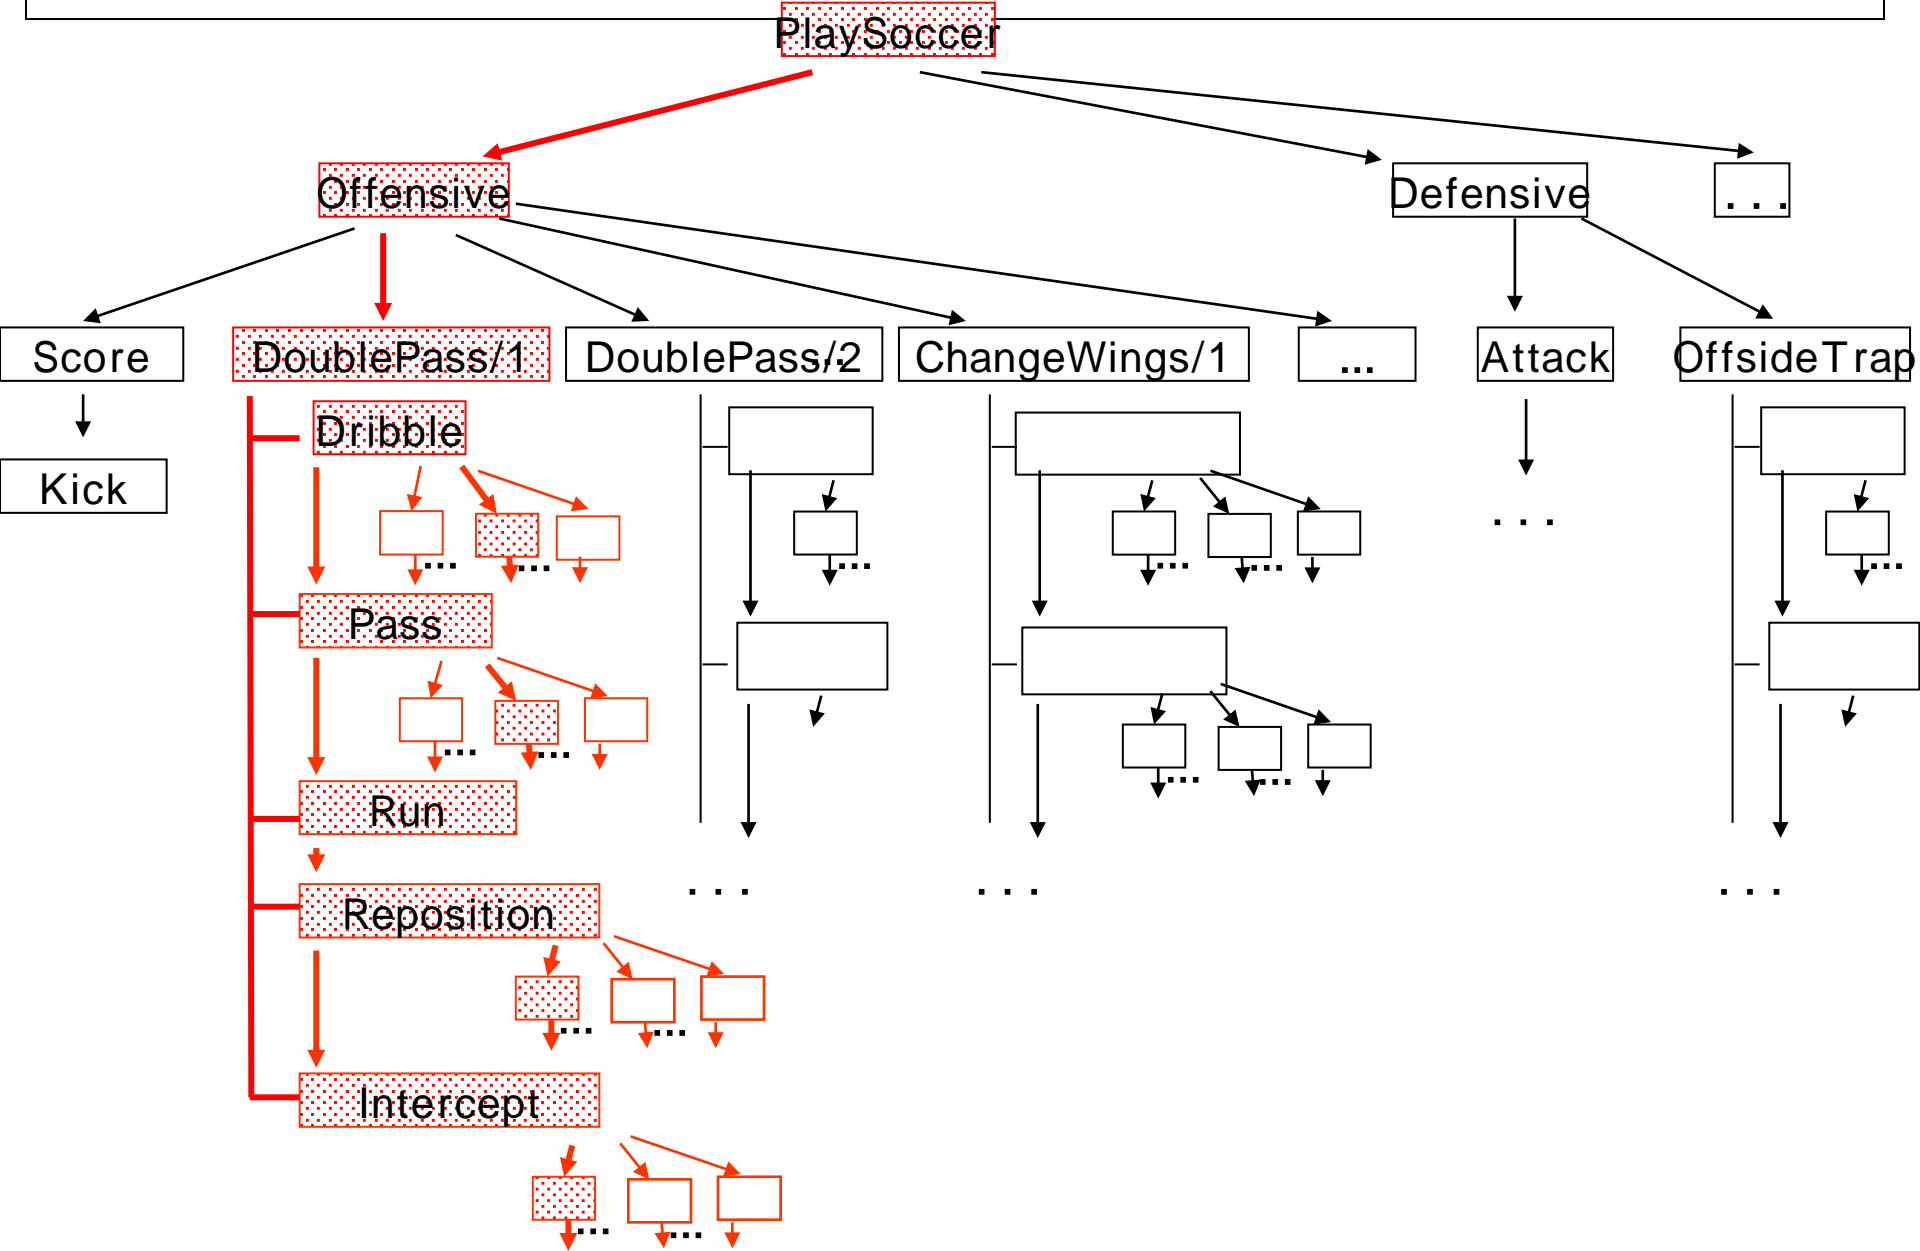 PlaySoccer
Offensive
Defensive
. . .
Score
DoublePass/1
DoublePass/2
...
ChangeWings/1
...
Attack
OffsideTrap
Dribble
Kick
... ...
...
... ...
...
. . .
Pass
... ...
... ...
Run
. . .
. . .
. . .
Reposition
... ...
Intercept
... ...